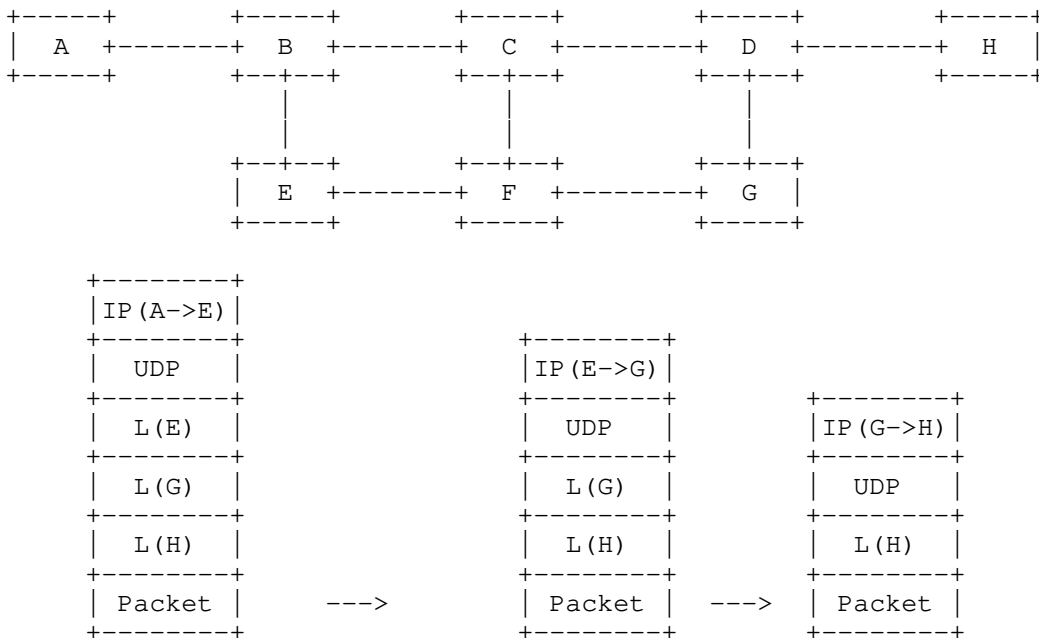 A B C D H
E F G
IP(A->E)
UDP IP(E->G)
L(E) UDP IP(G->H)
L(G) L(G) UDP
L(H) L(H) L(H)
Packet ---> Packet ---> Packet